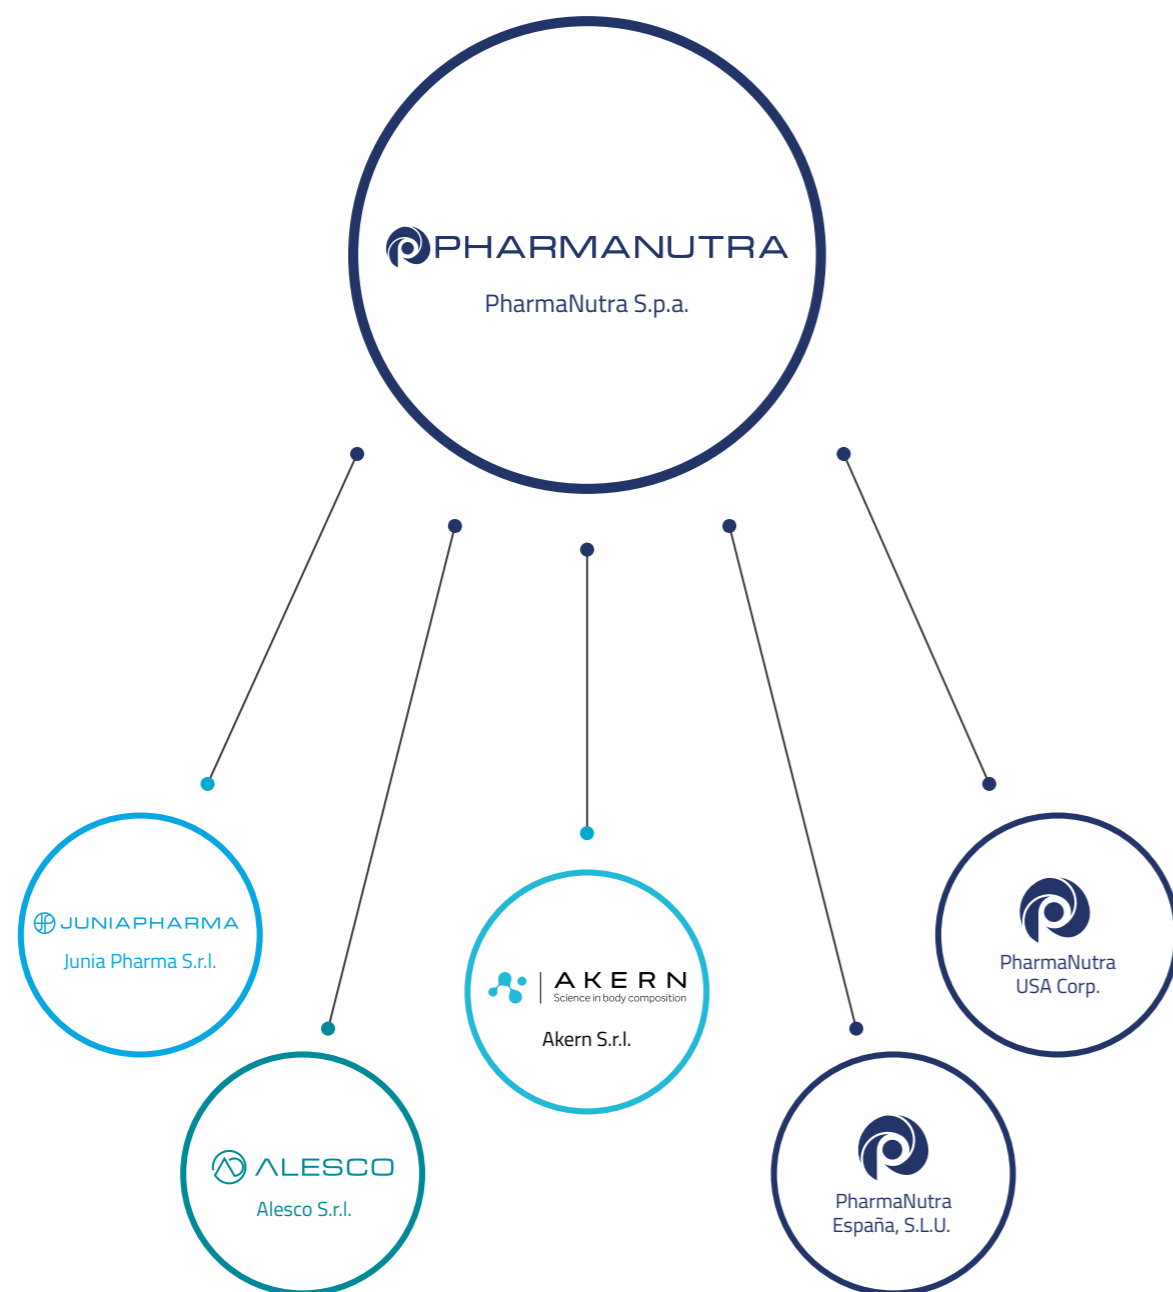 PHARMANUTRA
PharmaNutra S.p.a.
JUNIAPHARMA
Junia Pharma S.r.l.
ALESCO
Alesco S.r.l.
AKERN
Science in body composition
Akern S.r.l.
PharmaNutra
España, S.L.U.
PharmaNutra
USA Corp.